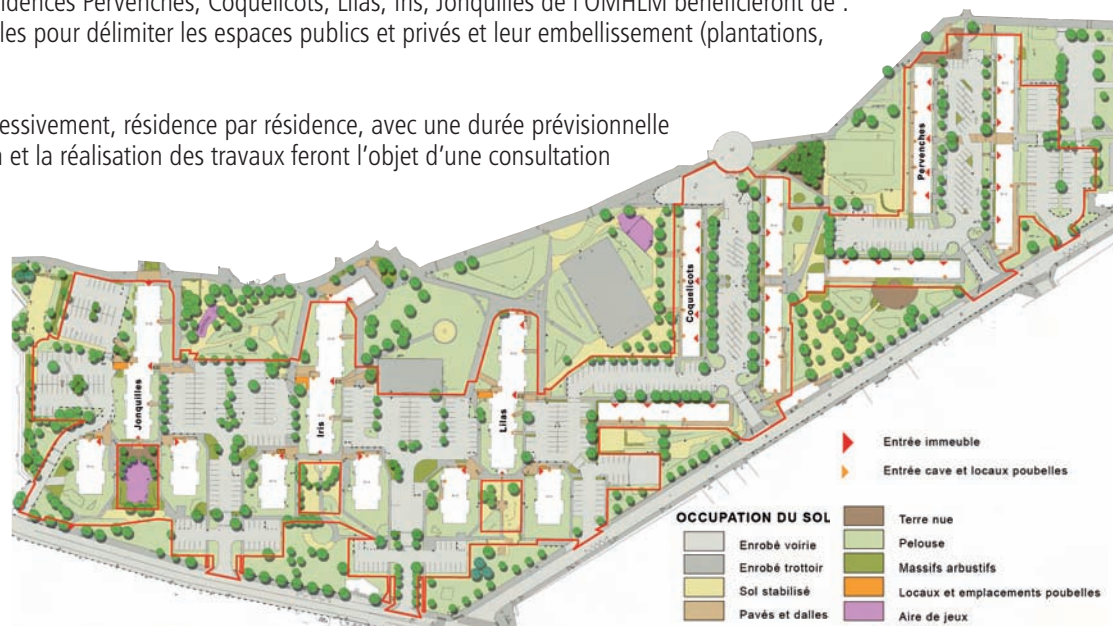 sidences Pervenches, Coquelicots, Lilas, Iris, Jonquilles de l'OMHLM bénéficieront de :
lles pour délimiter les espaces publics et privés et leur embellissement (plantations,
essivement, résidence par résidence, avec une durée prévisionnelle
et la réalisation des travaux feront l'objet d'une consultation
Pervenches
Coquelicots
Jonquilles
Iris
Lilas
Entrée immeuble
Entrée cave et locaux poubelles
OCCUPATION DU SOL
Enrobé voirie
Enrobé trottoir
Sol stabilisé
Pavés et dalles
Terre nue
Pelouse
Massifs arbustifs
Locaux et emplacements poubelles
Aire de jeux